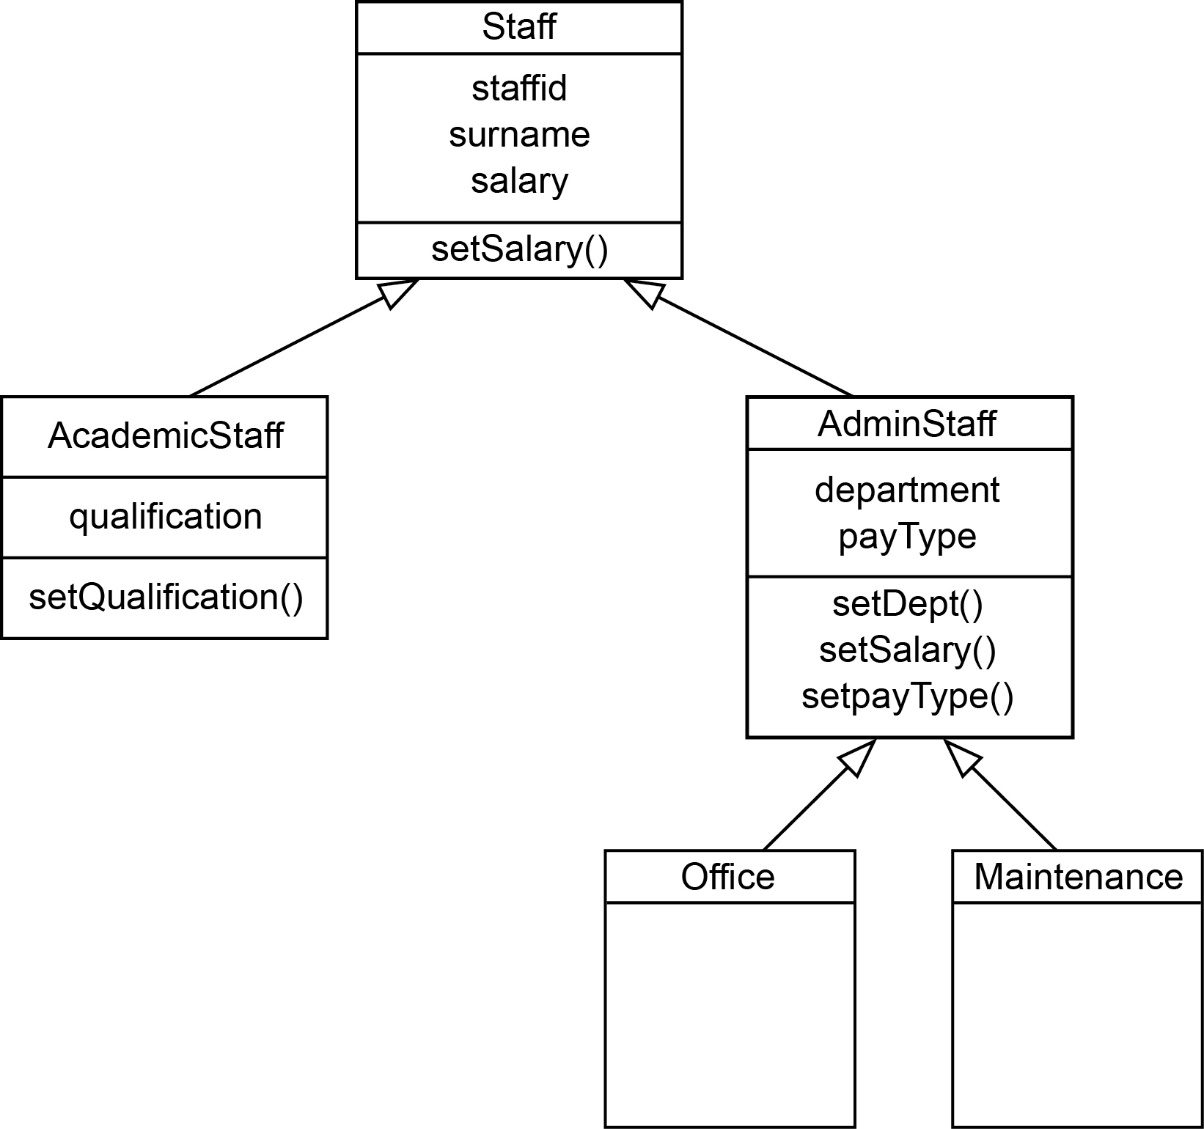 Staff
staffid
surname
salary
setSalary()
AcademicStaff
qualification
setQualification()
AdminStaff
department
payType
setDept()
setSalary()
setpayType()
Office
Maintenance